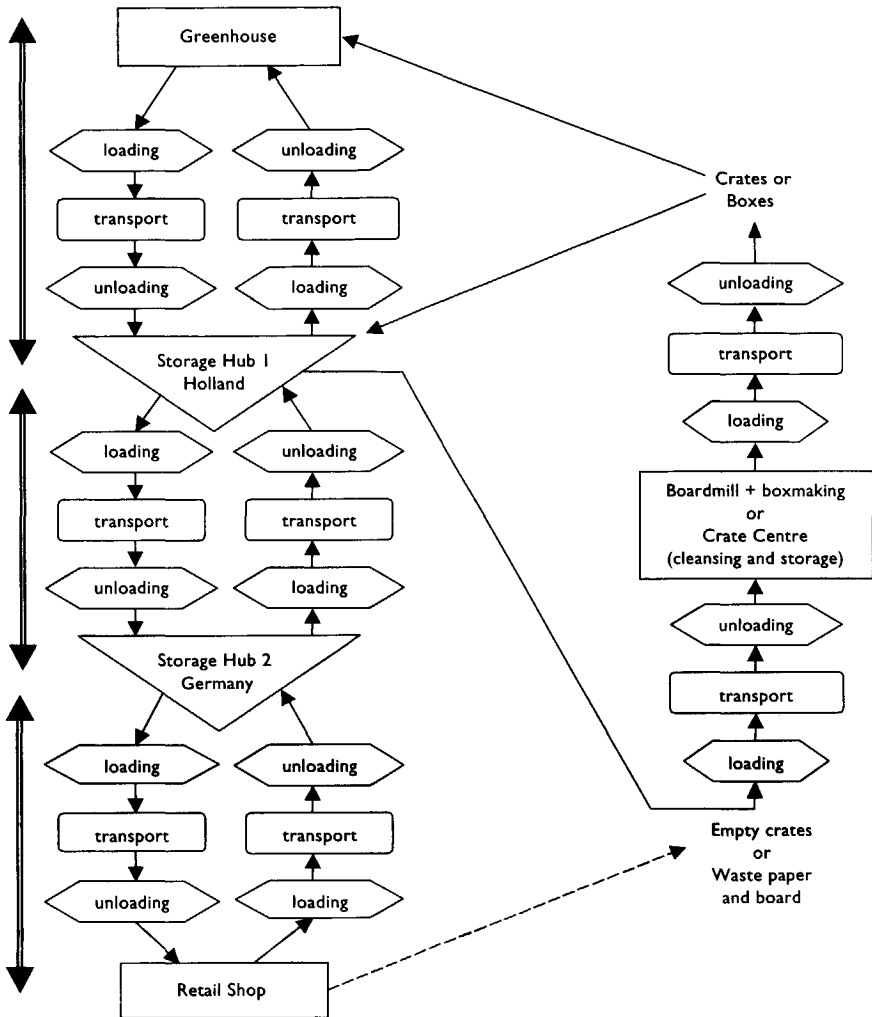 Greenhouse
loading
unloading
transport
transport
unloading
loading
Storage Hub 1
Holland
loading
unloading
transport
transport
unloading
loading
Storage Hub 2
Germany
loading
unloading
transport
transport
unloading
loading
Retail Shop
Crates or
Boxes
unloading
transport
loading
Boardmill + boxmaking
or
Crate Centre
(cleansing and storage)
unloading
transport
loading
Empty crates
or
Waste paper
and board